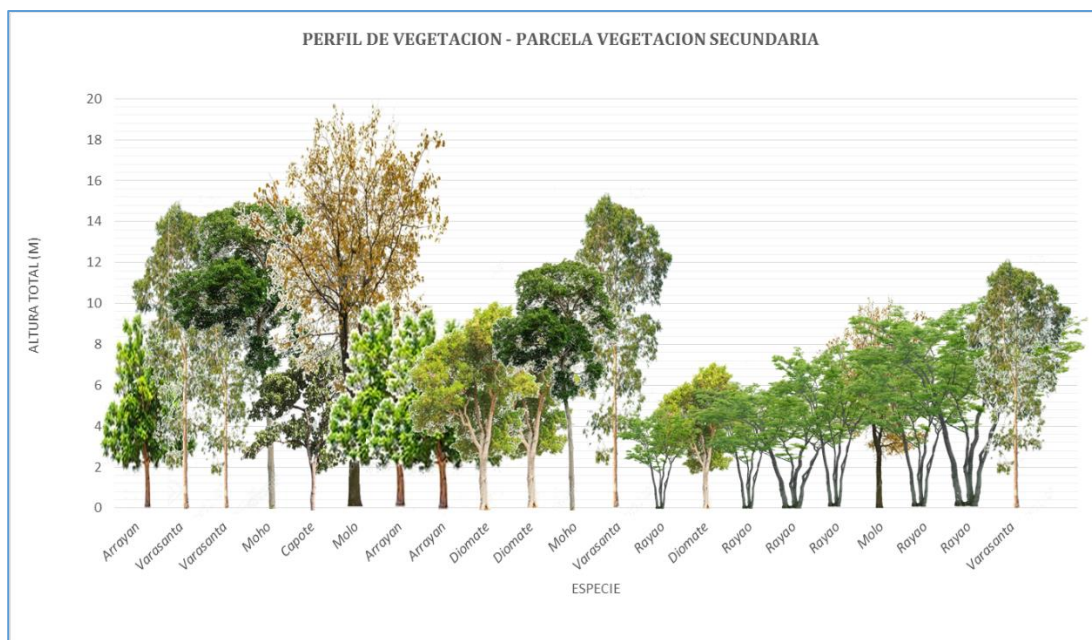 PERFIL DE VEGETACION - PARCELA VEGETACION SECUNDARIA
ALTURA TOTAL (M)
20
18
16
14
12
10
8
6
4
2
0
Arrayan
Varasanta
Varasanta
Moho
Capote
Molo
Arrayan
Arrayan
Diomate
Diomate
Moho
Varasanta
Rayao
Diomate
Rayao
Rayao
Rayao
Molo
Rayao
Rayao
Varasanta
ESPECIE